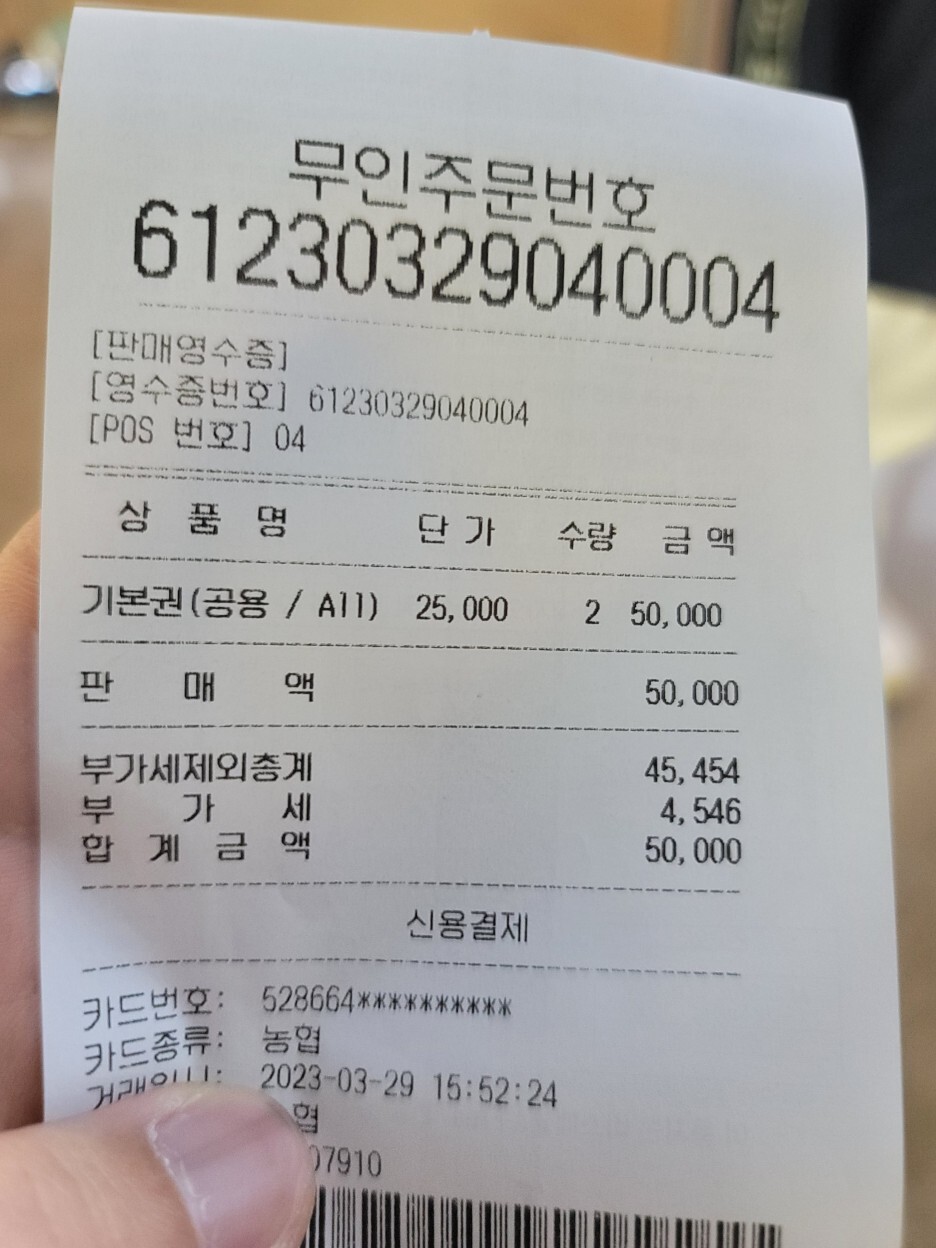 무인주문번호
61230329040004
[판매영수증]
[영수증번호] 61230329040004
[POS 번호] 04
상 품 명 단 가 수량 금 액
기본권(공용 / All) 25,000 2 50,000
판 매 액 50,000
부가세제외총계 45,454
부 가 세 4,546
합 계 금 액 50,000
신용결제
카드번호: 528664**********
카드종류: 농협
2023-03-29 15:52:24
협
07910